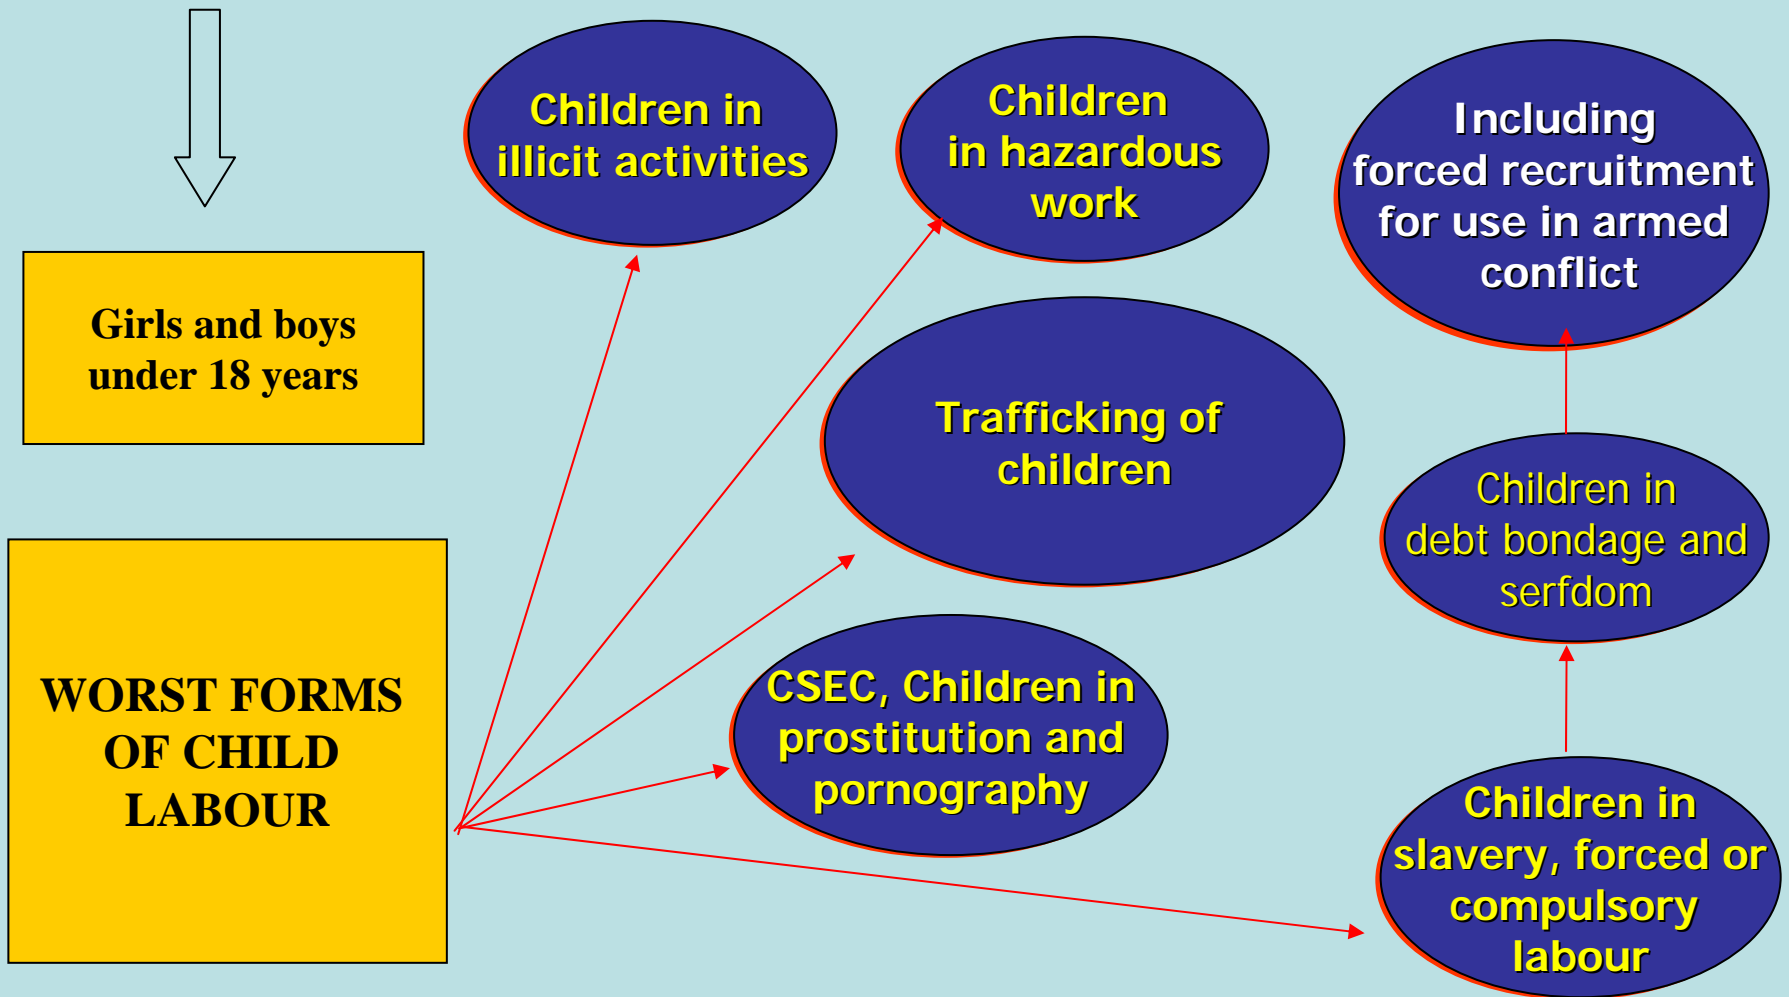 Children in
illicit activities
Children
in hazardous
work
Including
forced recruitment
for use in armed
conflict
Girls and boys
under 18 years
Trafficking of
children
Children in
debt bondage and
serfdom
WORST FORMS
OF CHILD
LABOUR
CSEC, Children in
prostitution and
pornography
Children in
slavery, forced or
compulsory
labour